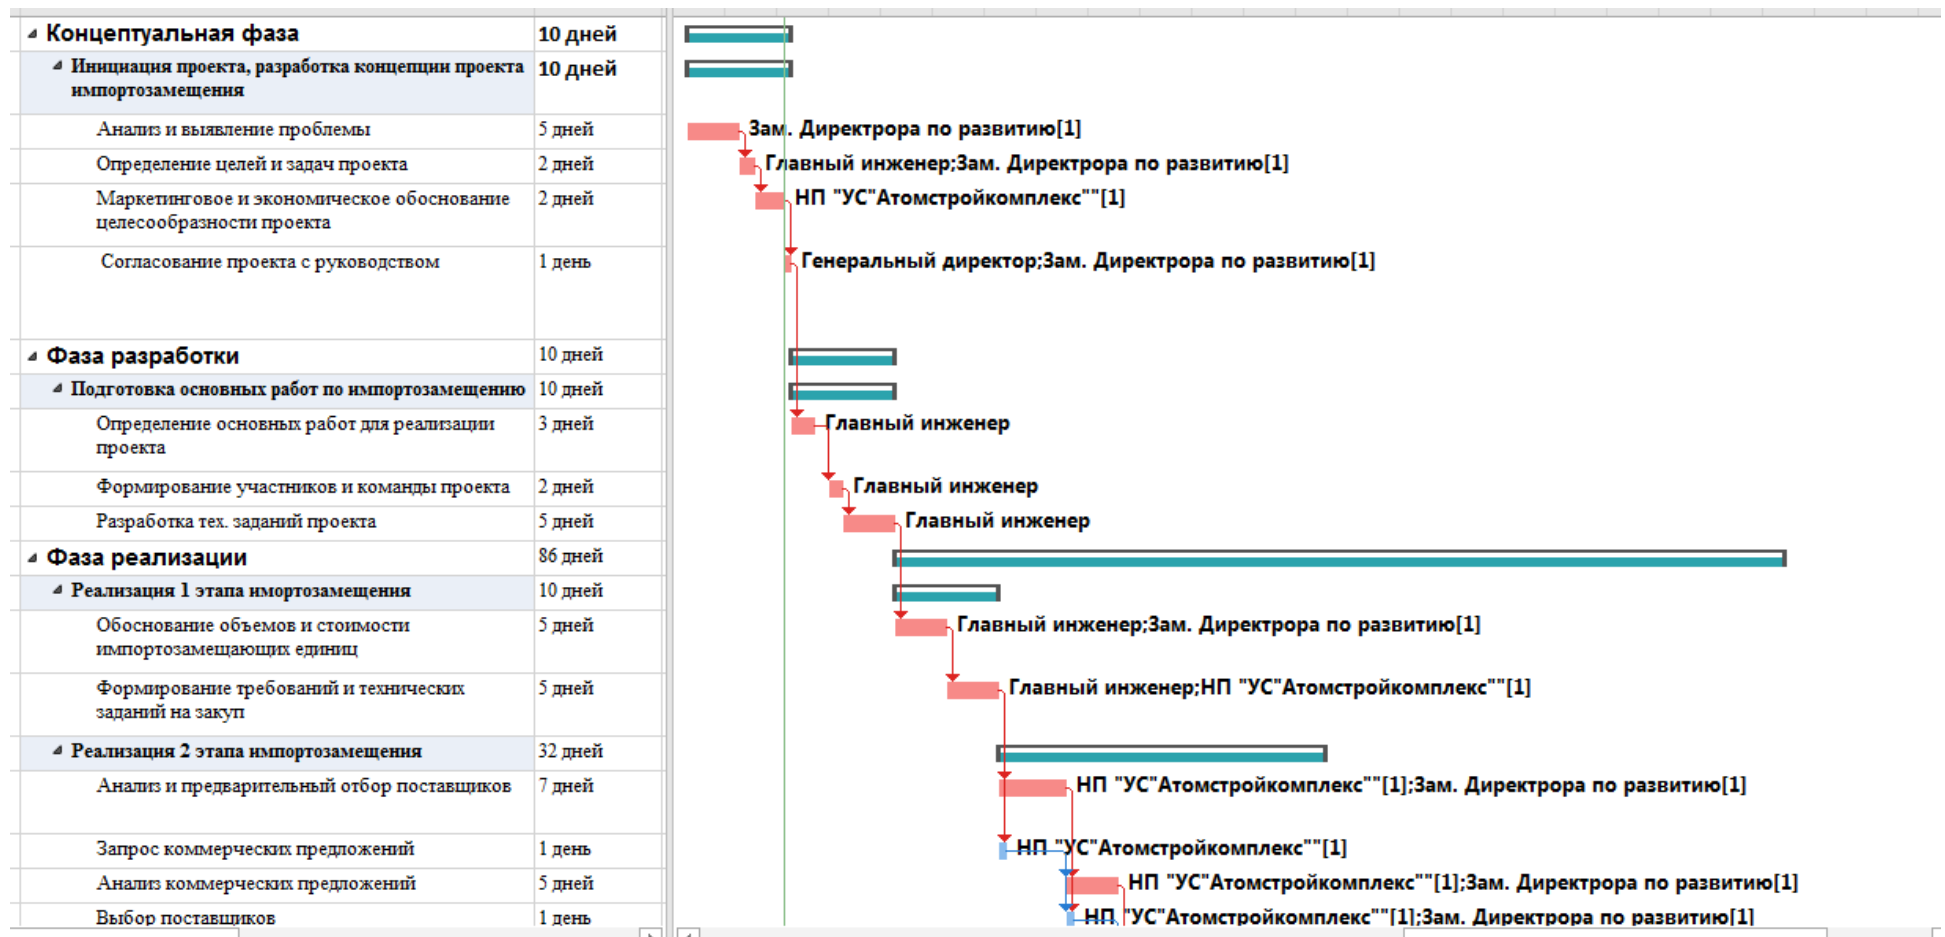 Концептуальная фаза 10 дней
Инициация проекта, разработка концепции проекта 10 дней
импортозамещения
Анализ и выявление проблемы 5 дней Зам. Директрора по развитию[1]
Определение целей и задач проекта 2 дней Главный инженер;Зам. Директрора по развитию[1]
Маркетинговое и экономическое обоснование 2 дней НП "УС"Атомстройкомплекс""[1]
целесообразности проекта
Согласование проекта с руководством 1 день Генеральный директор;Зам. Директрора по развитию[1]
Фаза разработки 10 дней
Подготовка основных работ по импортозамещению 10 дней
Определение основных работ для реализации 3 дней Главный инженер
проекта
Формирование участников и команды проекта 2 дней Главный инженер
Разработка тех. заданий проекта 5 дней Главный инженер
Фаза реализации 86 дней
Реализация 1 этапа имортозамещения 10 дней
Обоснование объемов и стоимости 5 дней Главный инженер;Зам. Директрора по развитию[1]
импортозамещающих единиц
Формирование требований и технических 5 дней Главный инженер;НП "УС"Атомстройкомплекс""[1]
заданий на закуп
Реализация 2 этапа импортозамещения 32 дней
Анализ и предварительный отбор поставщиков 7 дней НП "УС"Атомстройкомплекс""[1];Зам. Директрора по развитию[1]
Запрос коммерческих предложений 1 день НП "УС"Атомстройкомплекс""[1]
Анализ коммерческих предложений 5 дней НП "УС"Атомстройкомплекс""[1];Зам. Директрора по развитию[1]
Выбор поставщиков 1 день НП "УС"Атомстройкомплекс""[1];Зам. Директрора по развитию[1]